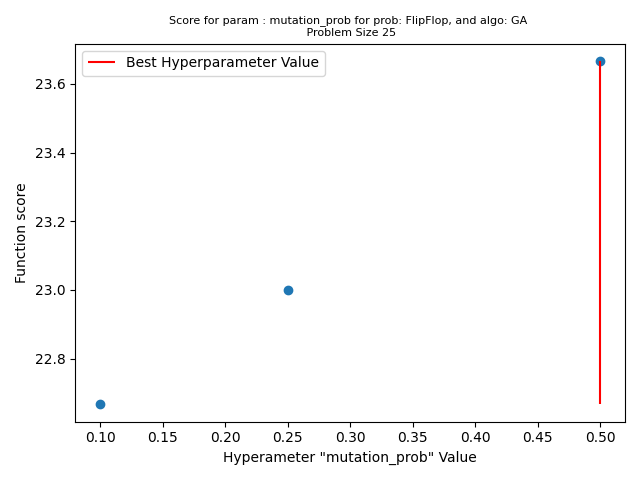 Score for param : mutation_prob for prob: FlipFlop, and algo: GA
Problem Size 25
Best Hyperparameter Value
23.6
23.4
23.2
23.0
22.8
Function score
0.10 0.15 0.20 0.25 0.30 0.35 0.40 0.45 0.50
Hyperameter "mutation_prob" Value